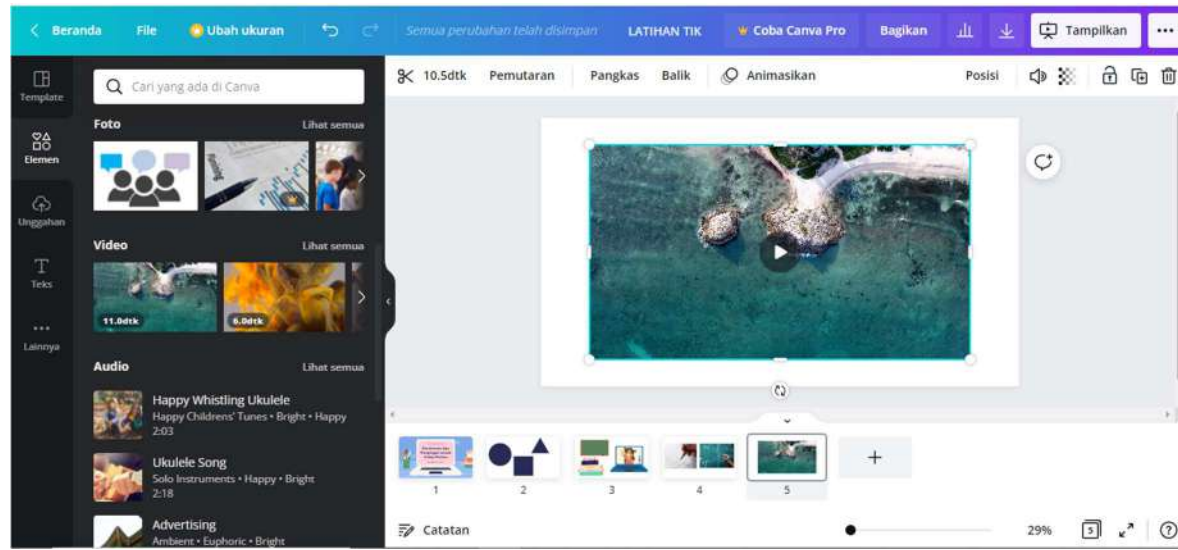 Beranda File Ubah ukuran Semua perubahan telah disimpan LATIHAN TIK Coba Canva Pro Bagikan Tampilkan
Template
Elemen
Unggahan
Teks
Lainnya
Cari yang ada di Canva
Foto Lihat semua
Planning
Video Lihat semua
11.0dtk 6.0dtk
Audio Lihat semua
Happy Whistling Ukulele
Happy Childrens' Tunes • Bright • Happy
2:03
Ukulele Song
Solo Instruments • Happy • Bright
2:18
Advertising
Ambient • Euphoric • Bright
10.5dtk Pemutaran Pangkas Balik Animasikan Posisi
1 2 3 4 5
Catatan 29% 5